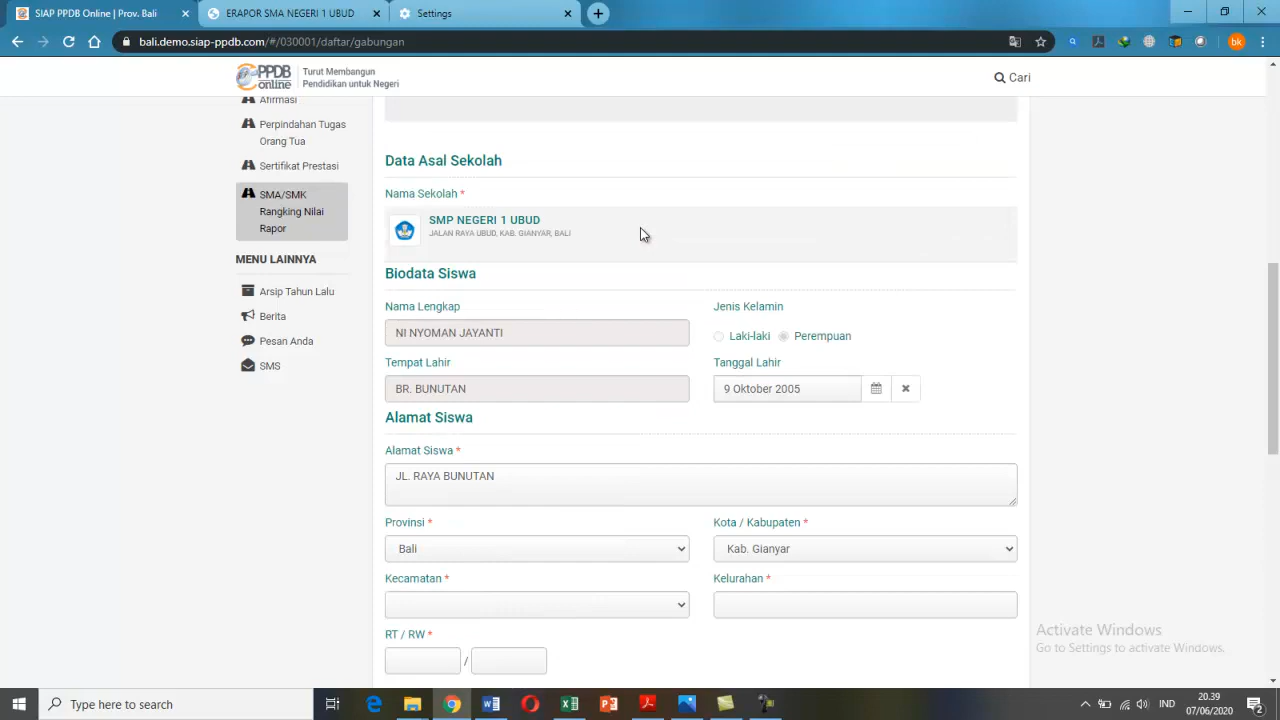 SIAP PPDB Online | Prov. Bali
ERAPOR SMA NEGERI 1 UBUD
Settings
bali.demo.siap-ppdb.com/#/030001/daftar/gabungan
bk
PPDB online
Turut Membangun
Pendidikan untuk Negeri
Cari
Afirmasi
Perpindahan Tugas
Orang Tua
Sertifikat Prestasi
SMA/SMK
Rangking Nilai
Rapor
MENU LAINNYA
Arsip Tahun Lalu
Berita
Pesan Anda
SMS
Data Asal Sekolah
Nama Sekolah *
SMP NEGERI 1 UBUD
JALAN RAYA UBUD, KAB. GIANYAR, BALI
Biodata Siswa
Nama Lengkap
Jenis Kelamin
NI NYOMAN JAYANTI
Laki-laki
Perempuan
Tempat Lahir
Tanggal Lahir
BR. BUNUTAN
9 Oktober 2005
Alamat Siswa
Alamat Siswa *
JL. RAYA BUNUTAN
Provinsi *
Kota / Kabupaten *
Bali
Kab. Gianyar
Kecamatan *
Kelurahan *
RT / RW *
/
Activate Windows
Go to Settings to activate Windows.
Type here to search
IND
20.39
07/06/2020
2